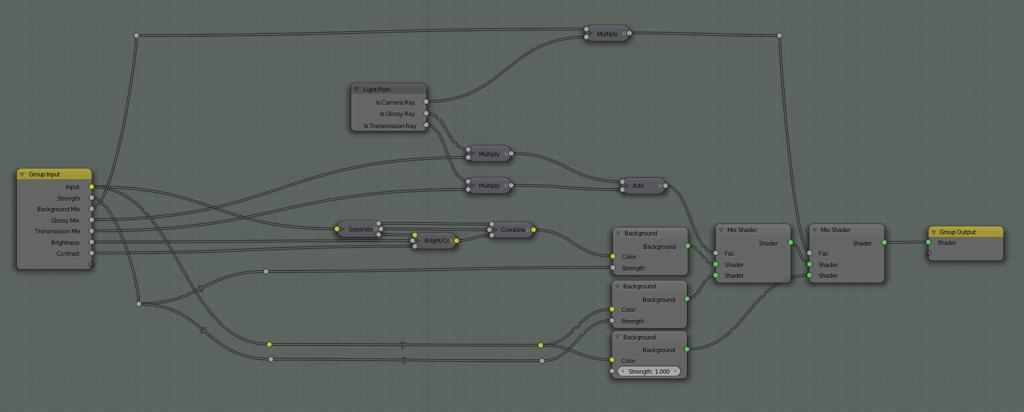 Multiply
Light Path
Is Camera Ray
Is Glossy Ray
Is Transmission Ray
Multiply
Multiply
Add
Group Input
Input
Strength
Background Mix
Glossy Mix
Transmission Mix
Brightness
Contrast
Separate
Bright/Co
Combine
Background
Background
Color
Strength
Background
Background
Color
Strength
Background
Background
Color
Strength: 1.000
Mix Shader
Shader
Fac
Shader
Shader
Mix Shader
Shader
Fac
Shader
Shader
Group Output
Shader